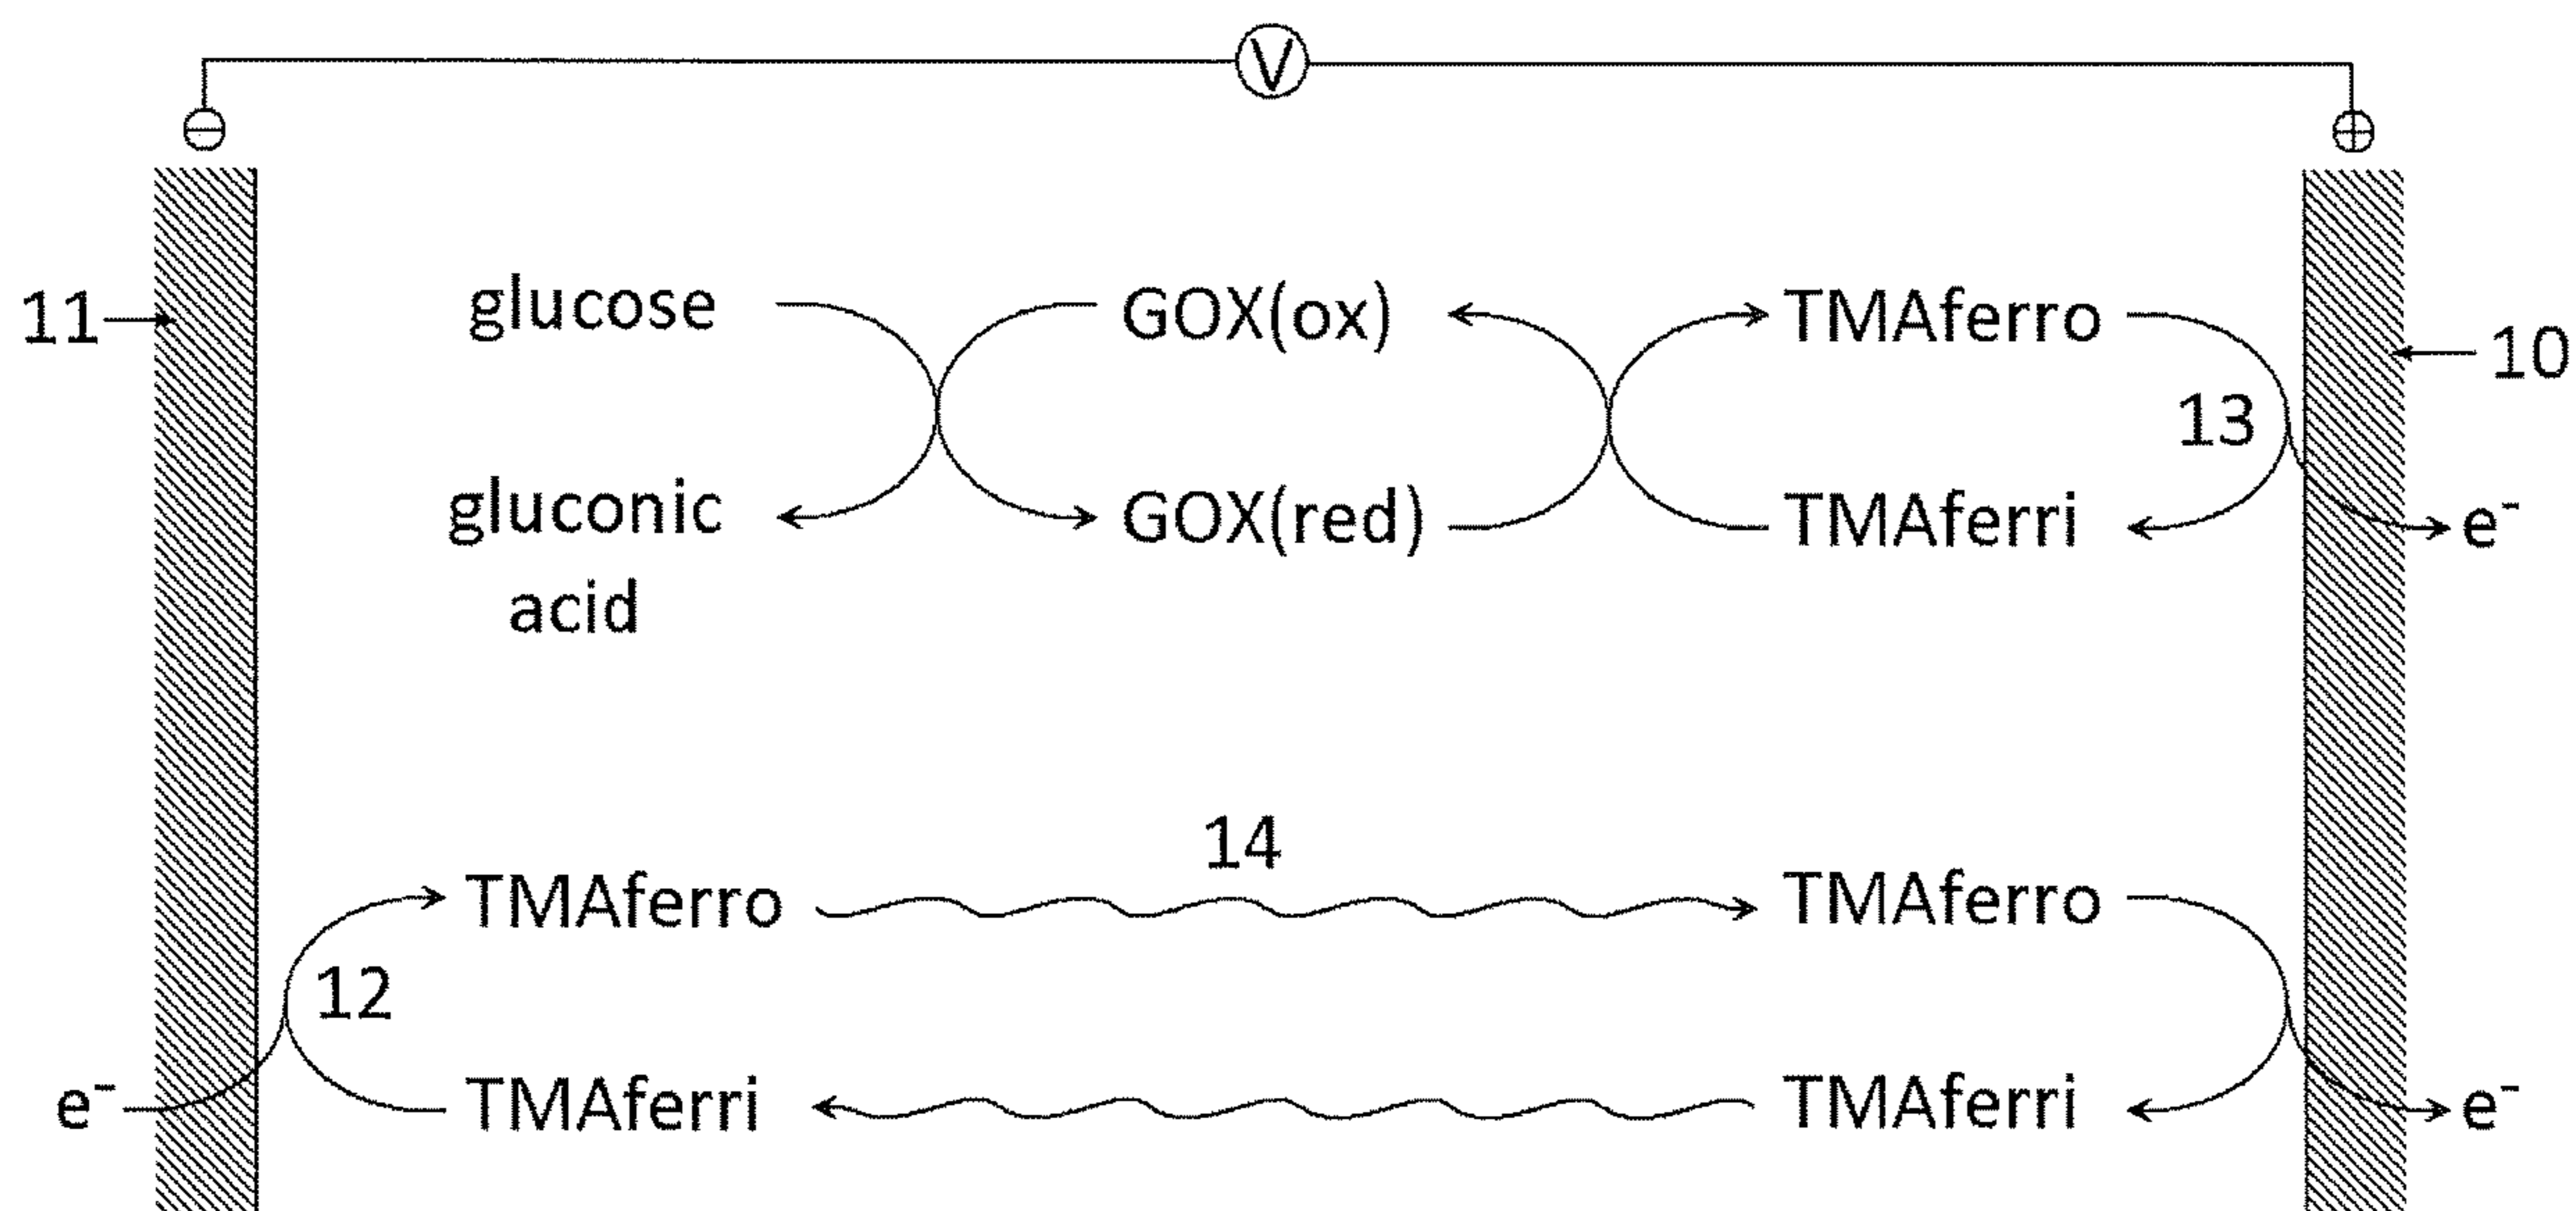 V
⊖ ⊕
glucose GOX(ox) TMAferro
11 10
13
gluconic GOX(red) TMAferri e⁻
acid
14
TMAferro TMAferro
12
e⁻ TMAferri TMAferri e⁻